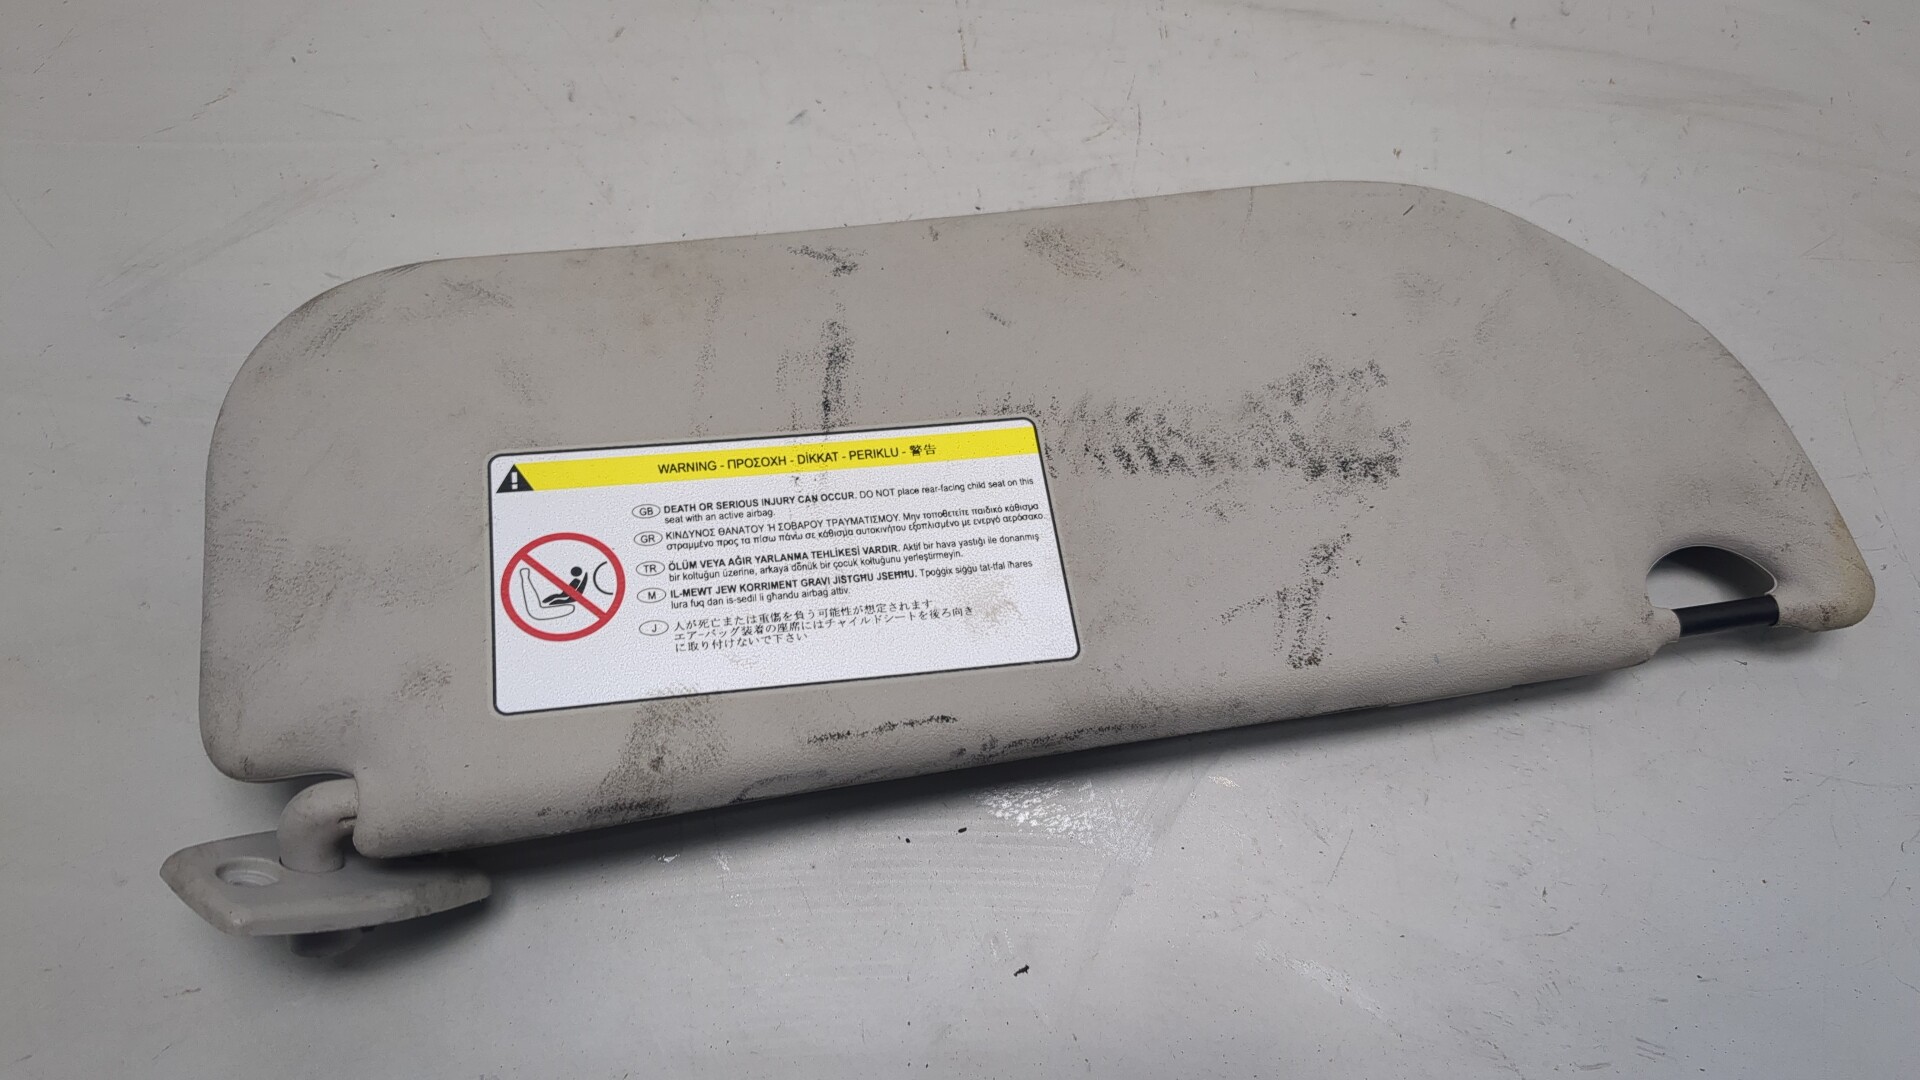 WARNING - ΠΡΟΣΟΧΗ - DİKKAT - PERIKLU - 警告
GB DEATH OR SERIOUS INJURY CAN OCCUR. DO NOT place rear-facing child seat on this
seat with an active airbag.
GR ΚΙΝΔΥΝΟΣ ΘΑΝΑΤΟΥ Ή ΣΟΒΑΡΟΥ ΤΡΑΥΜΑΤΙΣΜΟΥ. Μην τοποθετείτε παιδικό κάθισμα
στραμμένο προς τα πίσω πάνω σε κάθισμα αυτοκινήτου εξοπλισμένο με ενεργό αερόσακο.
TR ÖLÜM VEYA AĞIR YARLANMA TEHLİKESİ VARDIR. Aktif bir hava yastığı ile donanmış
bir koltuğun üzerine, arkaya dönük bir çocuk koltuğunu yerleştirmeyin.
M IL-MEWT JEW KORRIMENT GRAVI JISTGĦU JSEĦĦU. Tpoġġix siġġu tat-tfal ħares
lura fuq dan is-sedil li għandu airbag attiv.
J 人が死亡または重傷を負う可能性が想定されます
エアｰバッグ装着の座席にはチャイルドシートを後ろ向き
に取り付けないで下さい